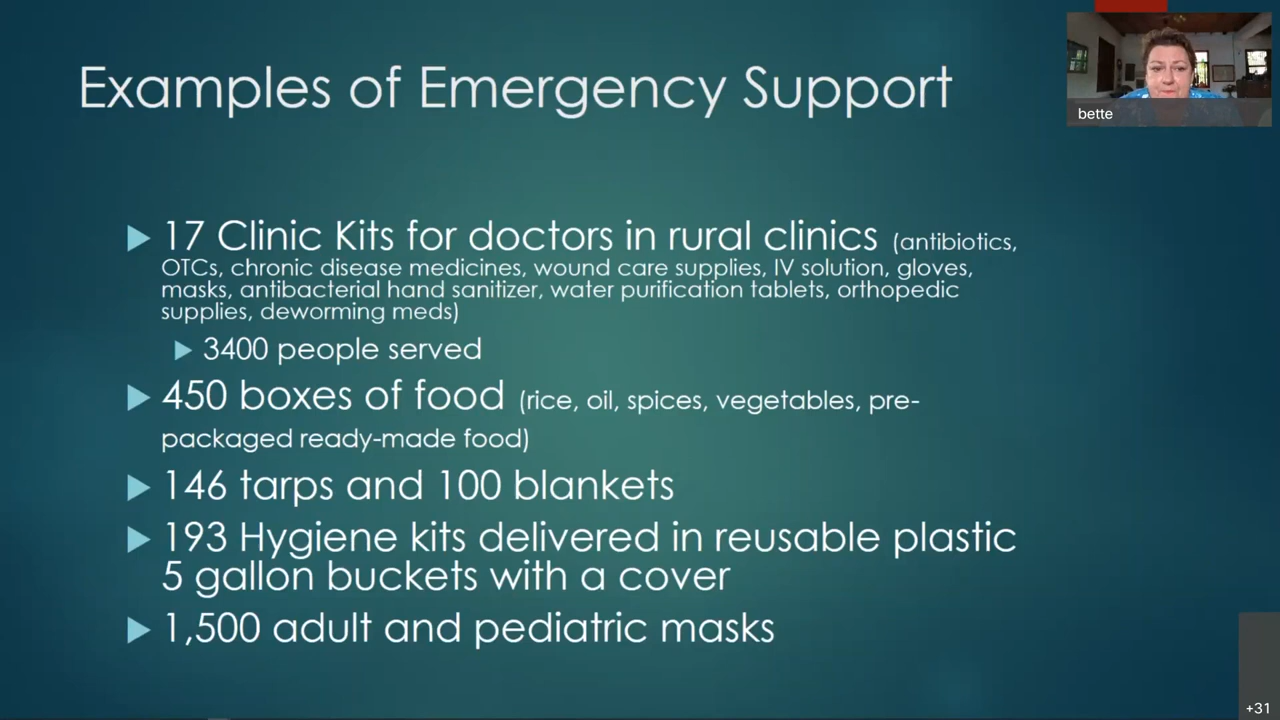 Examples of Emergency Support
bette
17 Clinic Kits for doctors in rural clinics (antibiotics,
OTCs, chronic disease medicines, wound care supplies, IV solution, gloves,
masks, antibacterial hand sanitizer, water purification tablets, orthopedic
supplies, deworming meds)
3400 people served
450 boxes of food (rice, oil, spices, vegetables, pre-
packaged ready-made food)
146 tarps and 100 blankets
193 Hygiene kits delivered in reusable plastic
5 gallon buckets with a cover
1,500 adult and pediatric masks
+31